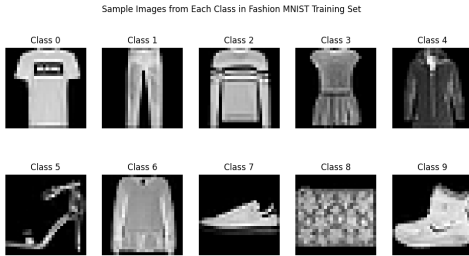 Sample Images from Each Class in Fashion MNIST Training Set
Class 0
Class 1
Class 2
Class 3
Class 4
Class 5
Class 6
Class 7
Class 8
Class 9